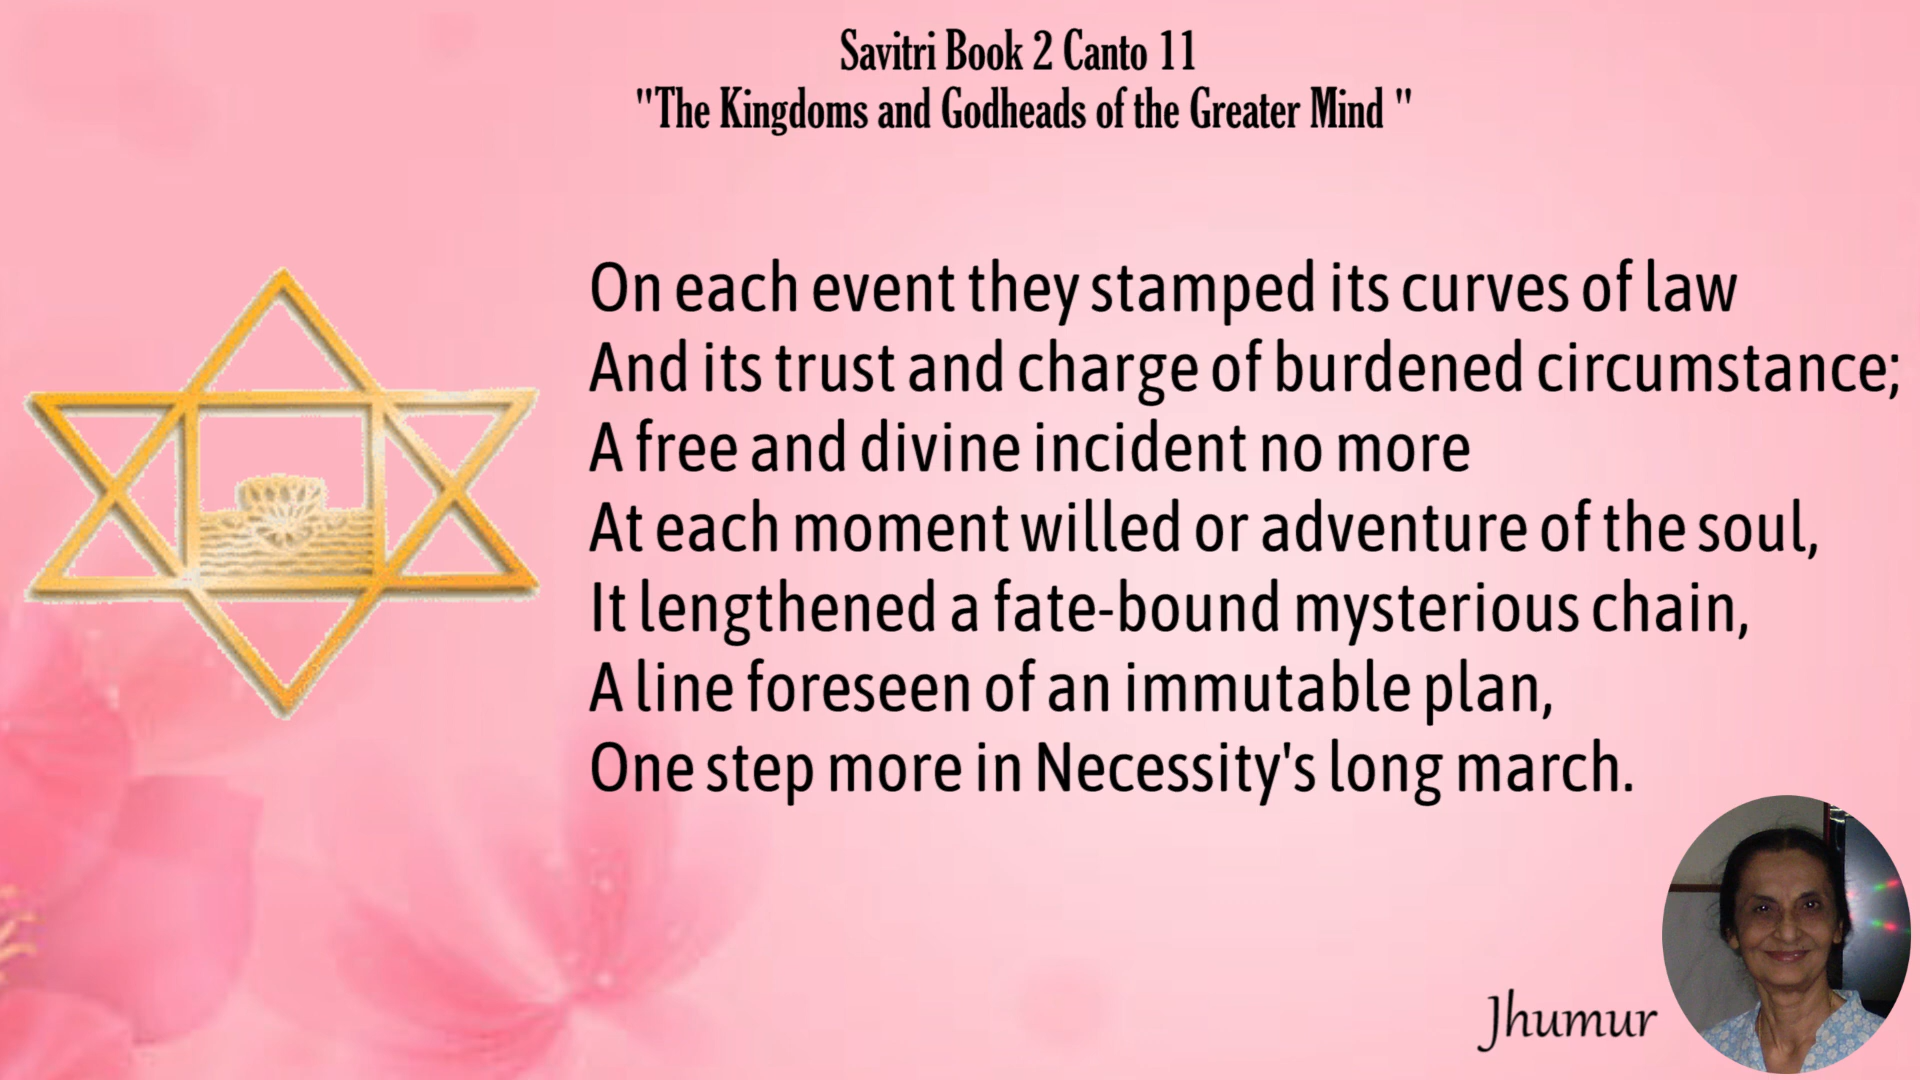 Savitri Book 2 Canto 11
"The Kingdoms and Godheads of the Greater Mind "
On each event they stamped its curves of law
And its trust and charge of burdened circumstance;
A free and divine incident no more
At each moment willed or adventure of the soul,
It lengthened a fate-bound mysterious chain,
A line foreseen of an immutable plan,
One step more in Necessity's long march.
Jhumur